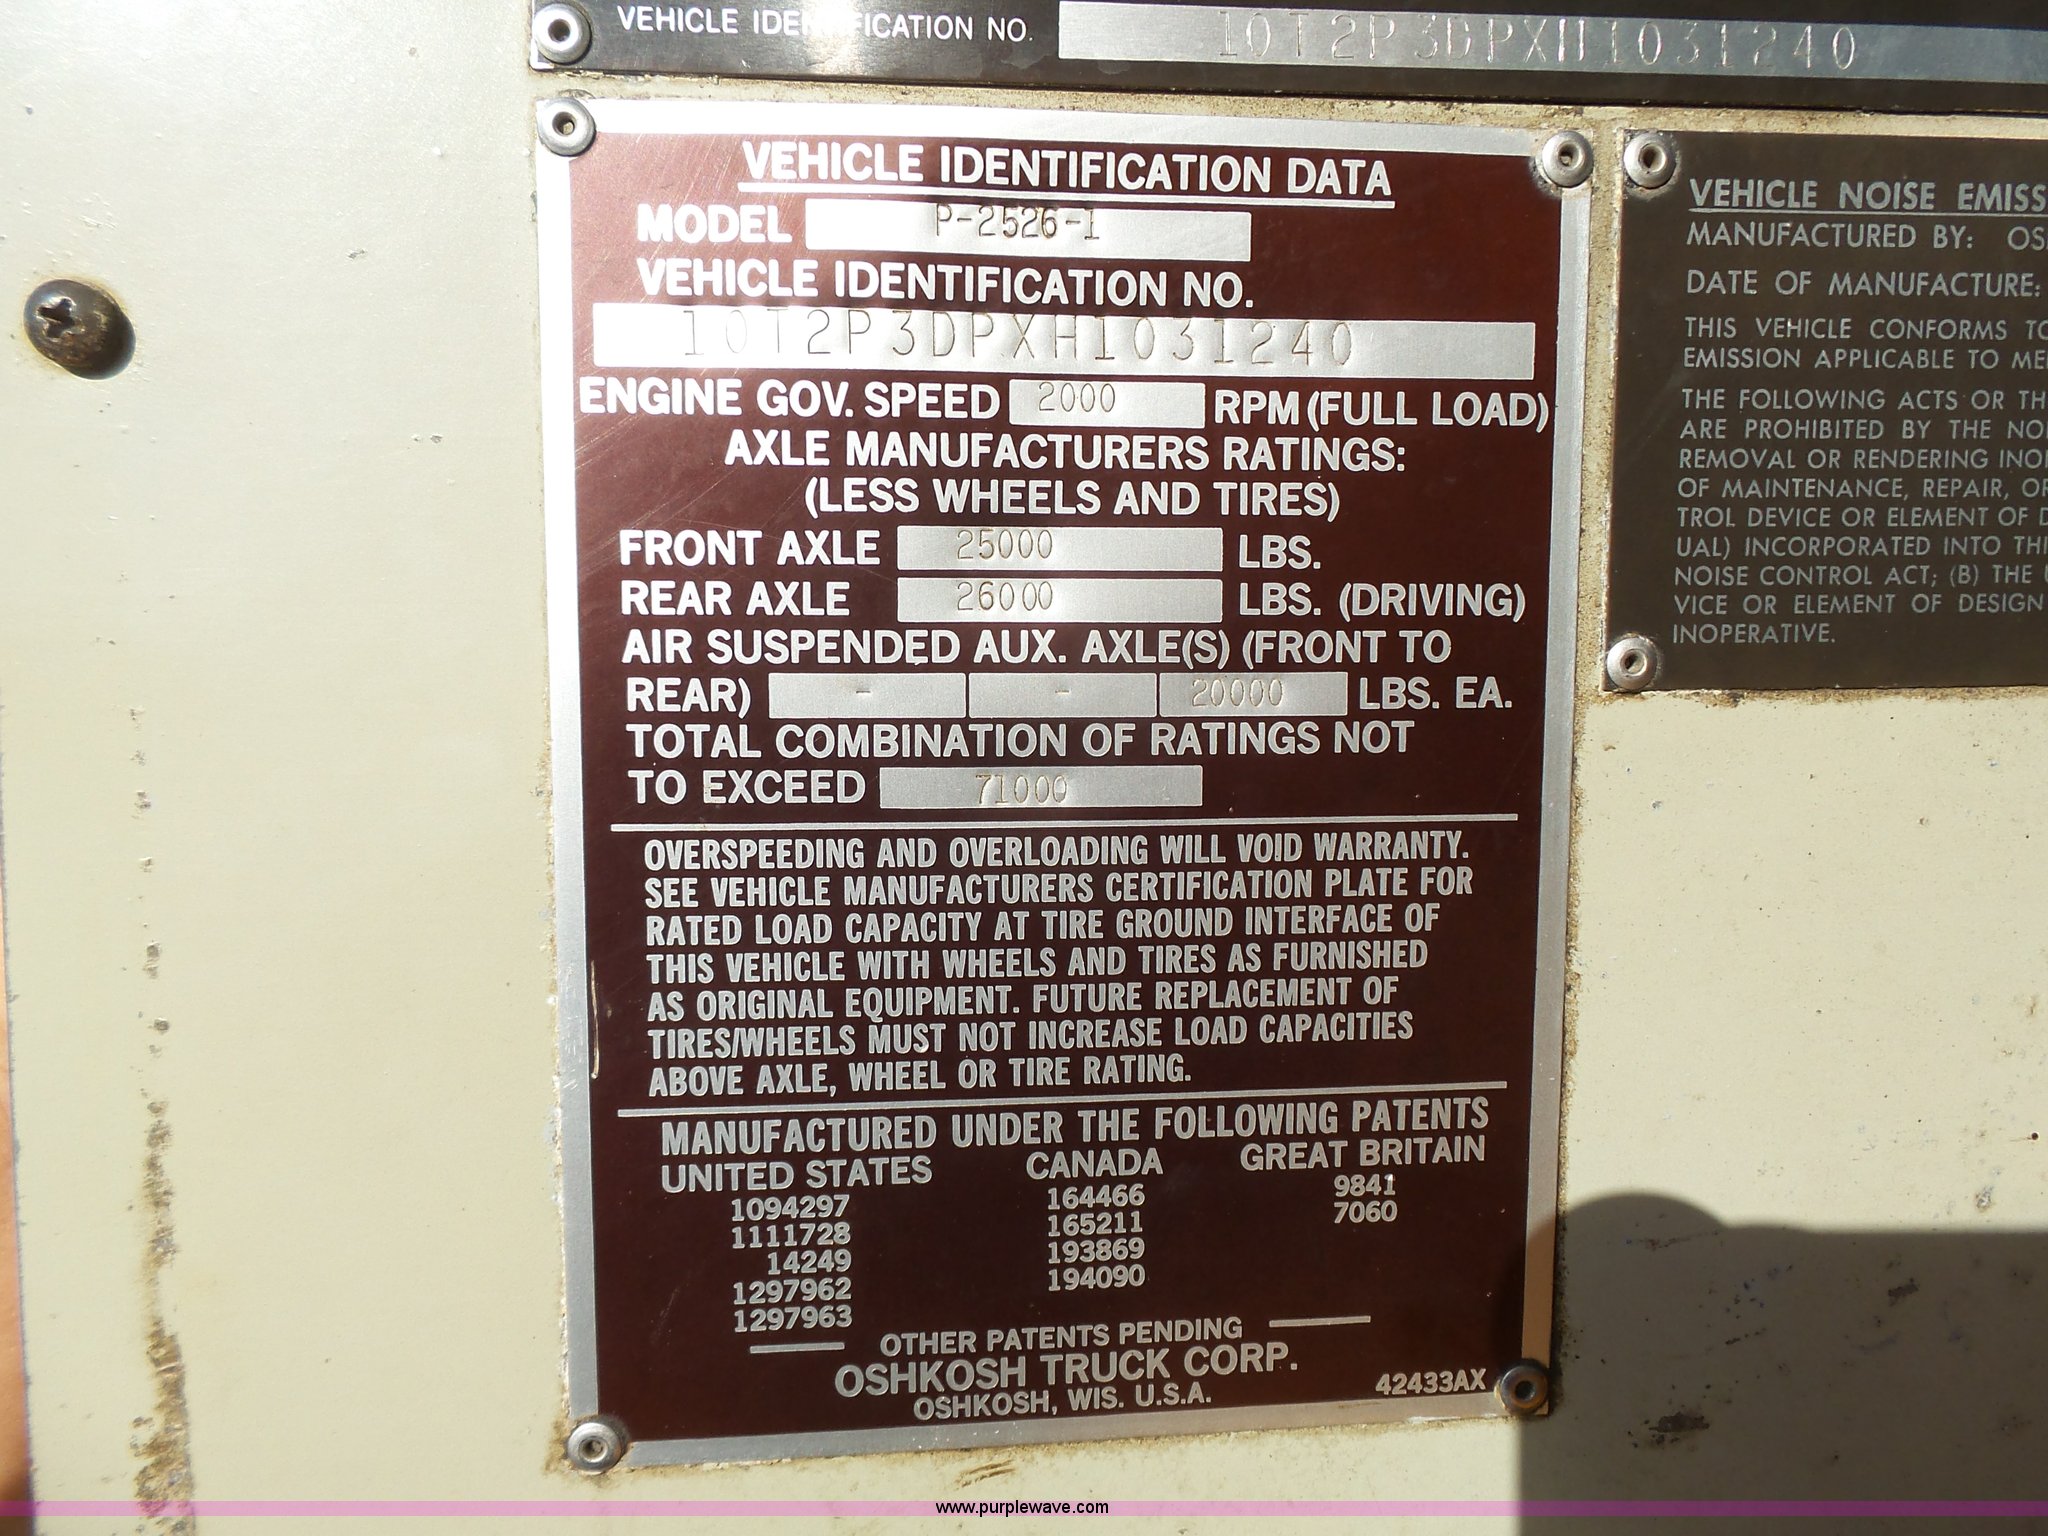 VEHICLE IDENTIFICATION NO. 10T2P3DPXH1031240
VEHICLE IDENTIFICATION DATA
MODEL P-2526-1
VEHICLE IDENTIFICATION NO.
10T2P3DPXH1031240
ENGINE GOV. SPEED 2000 RPM (FULL LOAD)
AXLE MANUFACTURERS RATINGS:
(LESS WHEELS AND TIRES)
FRONT AXLE 25000 LBS.
REAR AXLE 26000 LBS. (DRIVING)
AIR SUSPENDED AUX. AXLE(S) (FRONT TO
REAR) - - 20000 LBS. EA.
TOTAL COMBINATION OF RATINGS NOT
TO EXCEED 71000
OVERSPEEDING AND OVERLOADING WILL VOID WARRANTY.
SEE VEHICLE MANUFACTURERS CERTIFICATION PLATE FOR
RATED LOAD CAPACITY AT TIRE GROUND INTERFACE OF
THIS VEHICLE WITH WHEELS AND TIRES AS FURNISHED
AS ORIGINAL EQUIPMENT. FUTURE REPLACEMENT OF
TIRES/WHEELS MUST NOT INCREASE LOAD CAPACITIES
ABOVE AXLE, WHEEL OR TIRE RATING.
MANUFACTURED UNDER THE FOLLOWING PATENTS
UNITED STATES CANADA GREAT BRITAIN
1094297 164466 9841
1111728 165211 7060
14249 193869
1297962 194090
1297963
OTHER PATENTS PENDING
OSHKOSH TRUCK CORP.
OSHKOSH, WIS. U.S.A. 42433AX
VEHICLE NOISE EMISS
MANUFACTURED BY: OS
DATE OF MANUFACTURE:
THIS VEHICLE CONFORMS TO
EMISSION APPLICABLE TO ME
THE FOLLOWING ACTS OR TH
ARE PROHIBITED BY THE NO
REMOVAL OR RENDERING INO
OF MAINTENANCE, REPAIR, OR
TROL DEVICE OR ELEMENT OF D
UAL) INCORPORATED INTO THI
NOISE CONTROL ACT; (B) THE U
VICE OR ELEMENT OF DESIGN
INOPERATIVE.
www.purplewave.com